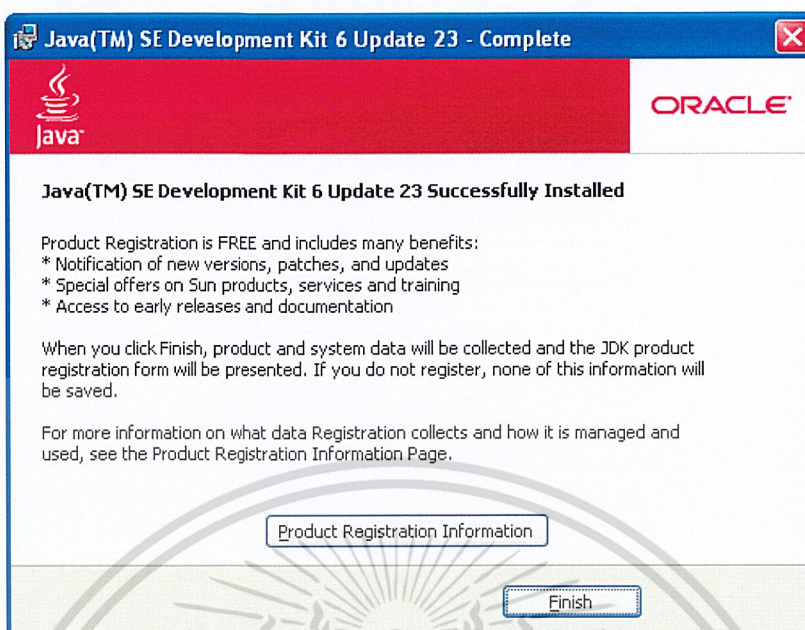 Java(TM) SE Development Kit 6 Update 23 - Complete
Java
ORACLE
Java(TM) SE Development Kit 6 Update 23 Successfully Installed
Product Registration is FREE and includes many benefits:
* Notification of new versions, patches, and updates
* Special offers on Sun products, services and training
* Access to early releases and documentation
When you click Finish, product and system data will be collected and the JDK product
registration form will be presented. If you do not register, none of this information will
be saved.
For more information on what data Registration collects and how it is managed and
used, see the Product Registration Information Page.
Product Registration Information
Finish